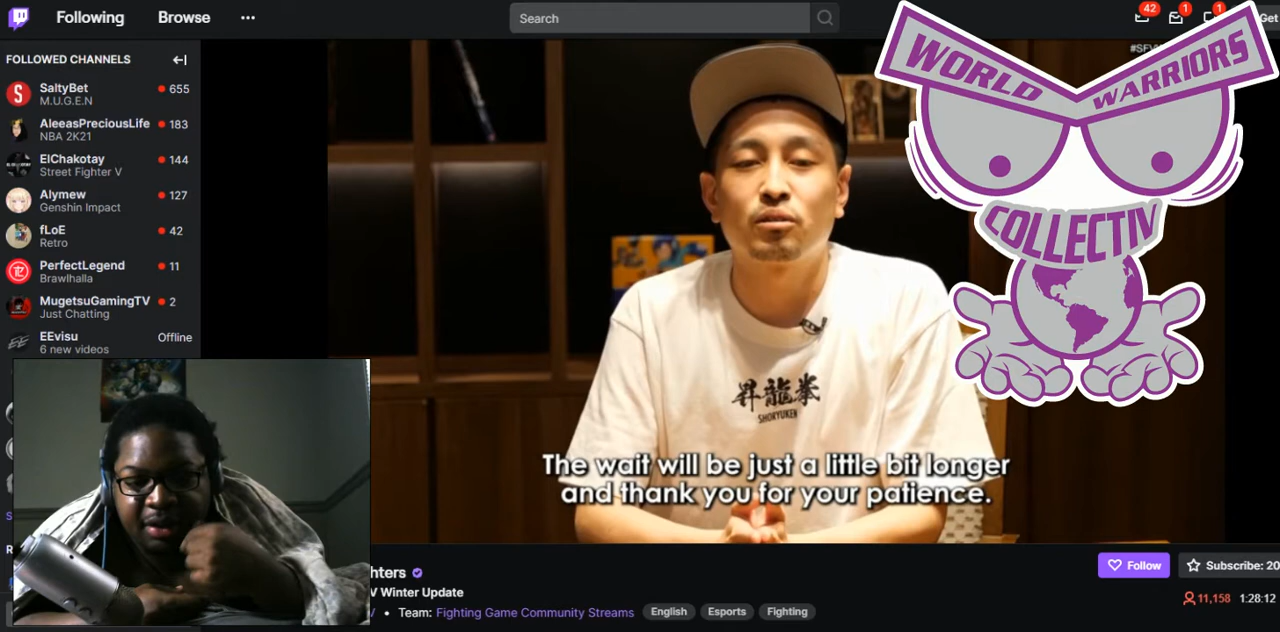 Following
Browse
Search
42
1
1
Get
FOLLOWED CHANNELS
SaltyBet
655
M.U.G.E.N
AleeasPreciousLife
183
NBA 2K21
ElChakotay
144
Street Fighter V
Alymew
127
Genshin Impact
fLoE
42
Retro
PerfectLegend
11
Brawlhalla
MugetsuGamingTV
2
Just Chatting
EEvisu
Offline
6 new videos
WORLD WARRIORS
COLLECTIV
昇龍拳
SHORYUKEN
The wait will be just a little bit longer
and thank you for your patience.
hters
V Winter Update
V • Team: Fighting Game Community Streams
English
Esports
Fighting
Follow
Subscribe: 20
11,158
1:28:12